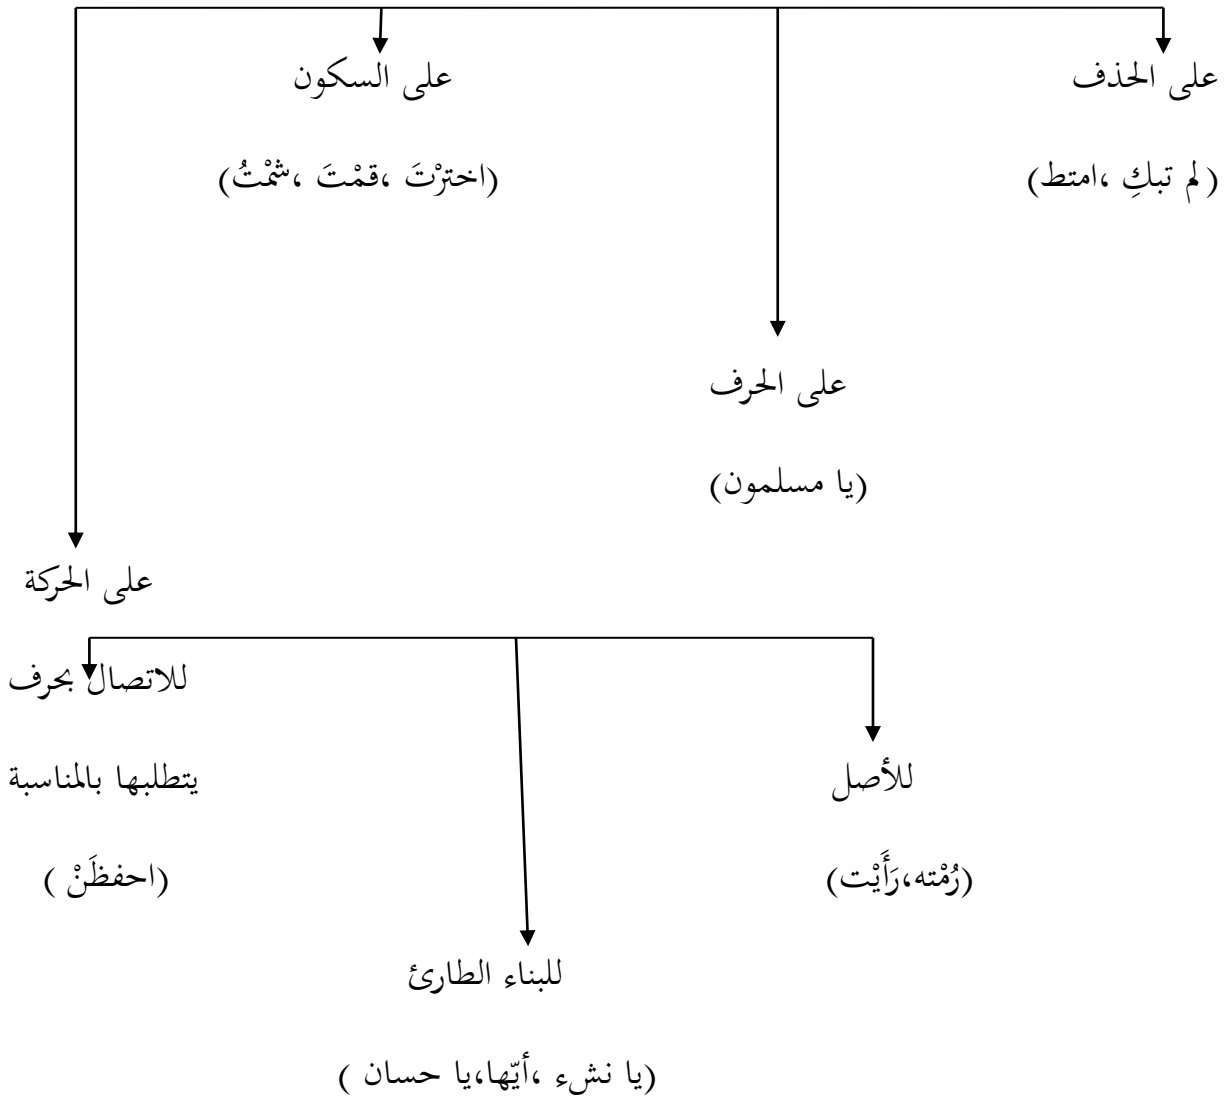 على الحذف
(لم تبكِ ،امتط)
على السكون
(اخترْتَ ،قمْتَ ،شمْتُ)
على الحرف
(يا مسلمون)
على الحركة
للأصل
(رُمْته،رَأَيْت)
للبناء الطارئ
(يا نشء ،أيّها،يا حسان )
للاتصال بحرف
يتطلبها بالمناسبة
(احفظَنْ )